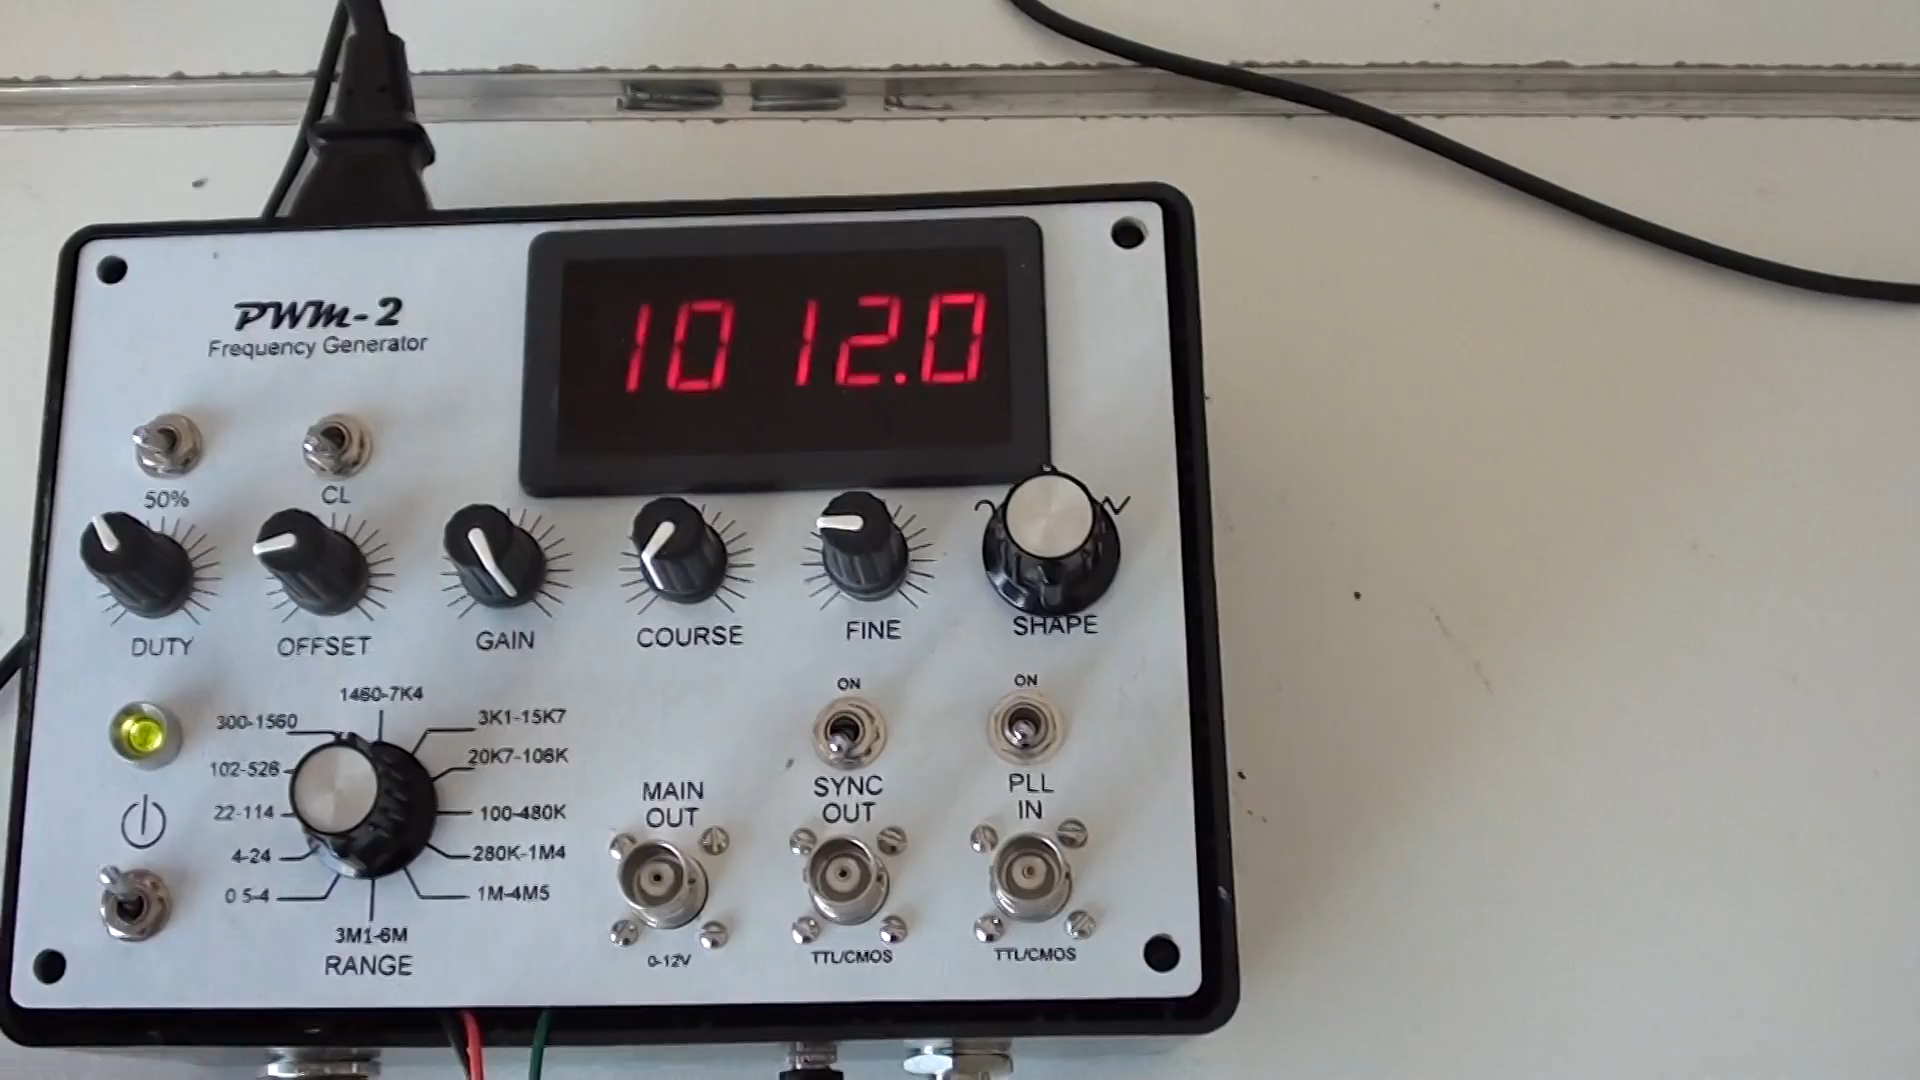 PWM-2
Frequency Generator
1012.0
50%
CL
DUTY
OFFSET
GAIN
COURSE
FINE
SHAPE
1460-7K4
300-1560
3K1-15K7
102-526
20K7-106K
22-114
100-480K
4-24
280K-1M4
0 5-4
1M-4M5
3M1-6M
RANGE
MAIN
OUT
0-12V
ON
SYNC
OUT
TTL/CMOS
ON
PLL
IN
TTL/CMOS